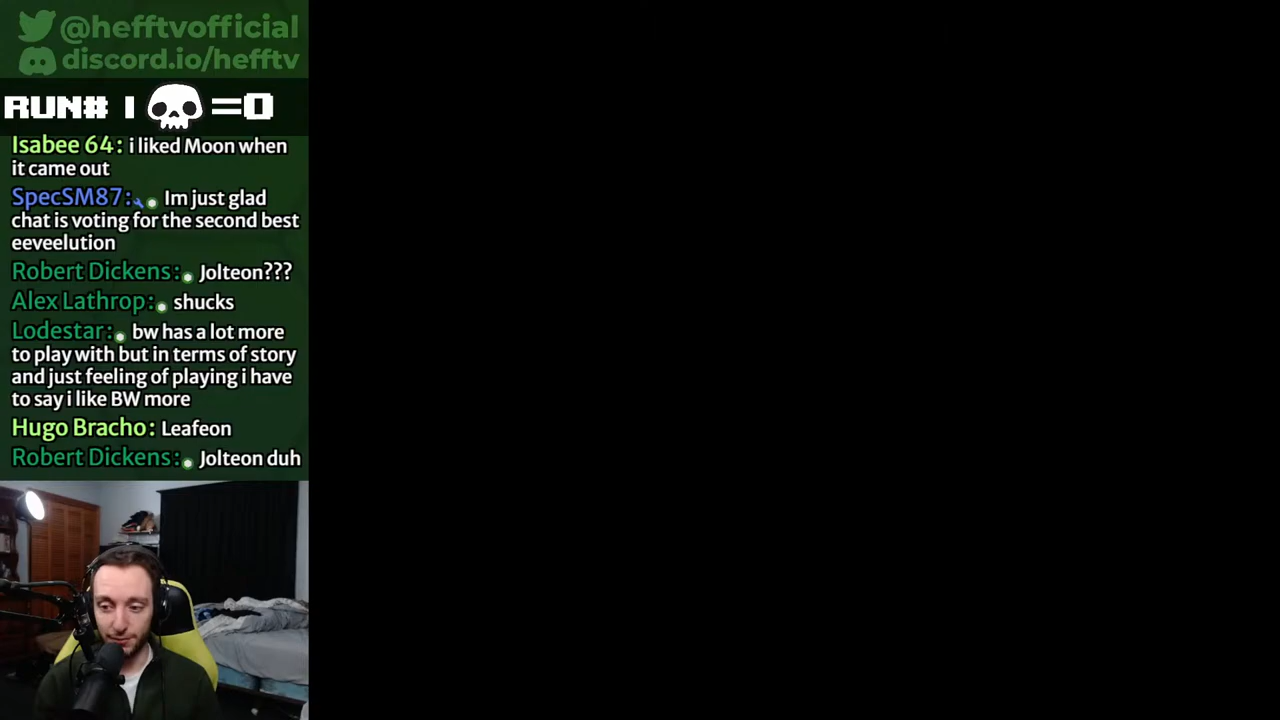 @hefftvofficial
discord.io/hefftv
RUN# 1 =0
Isabee 64: i liked Moon when
it came out
SpecSM87: Im just glad
chat is voting for the second best
eeveelution
Robert Dickens: Jolteon???
Alex Lathrop: shucks
Lodestar: bw has a lot more
to play with but in terms of story
and just feeling of playing i have
to say i like BW more
Hugo Bracho: Leafeon
Robert Dickens: Jolteon duh